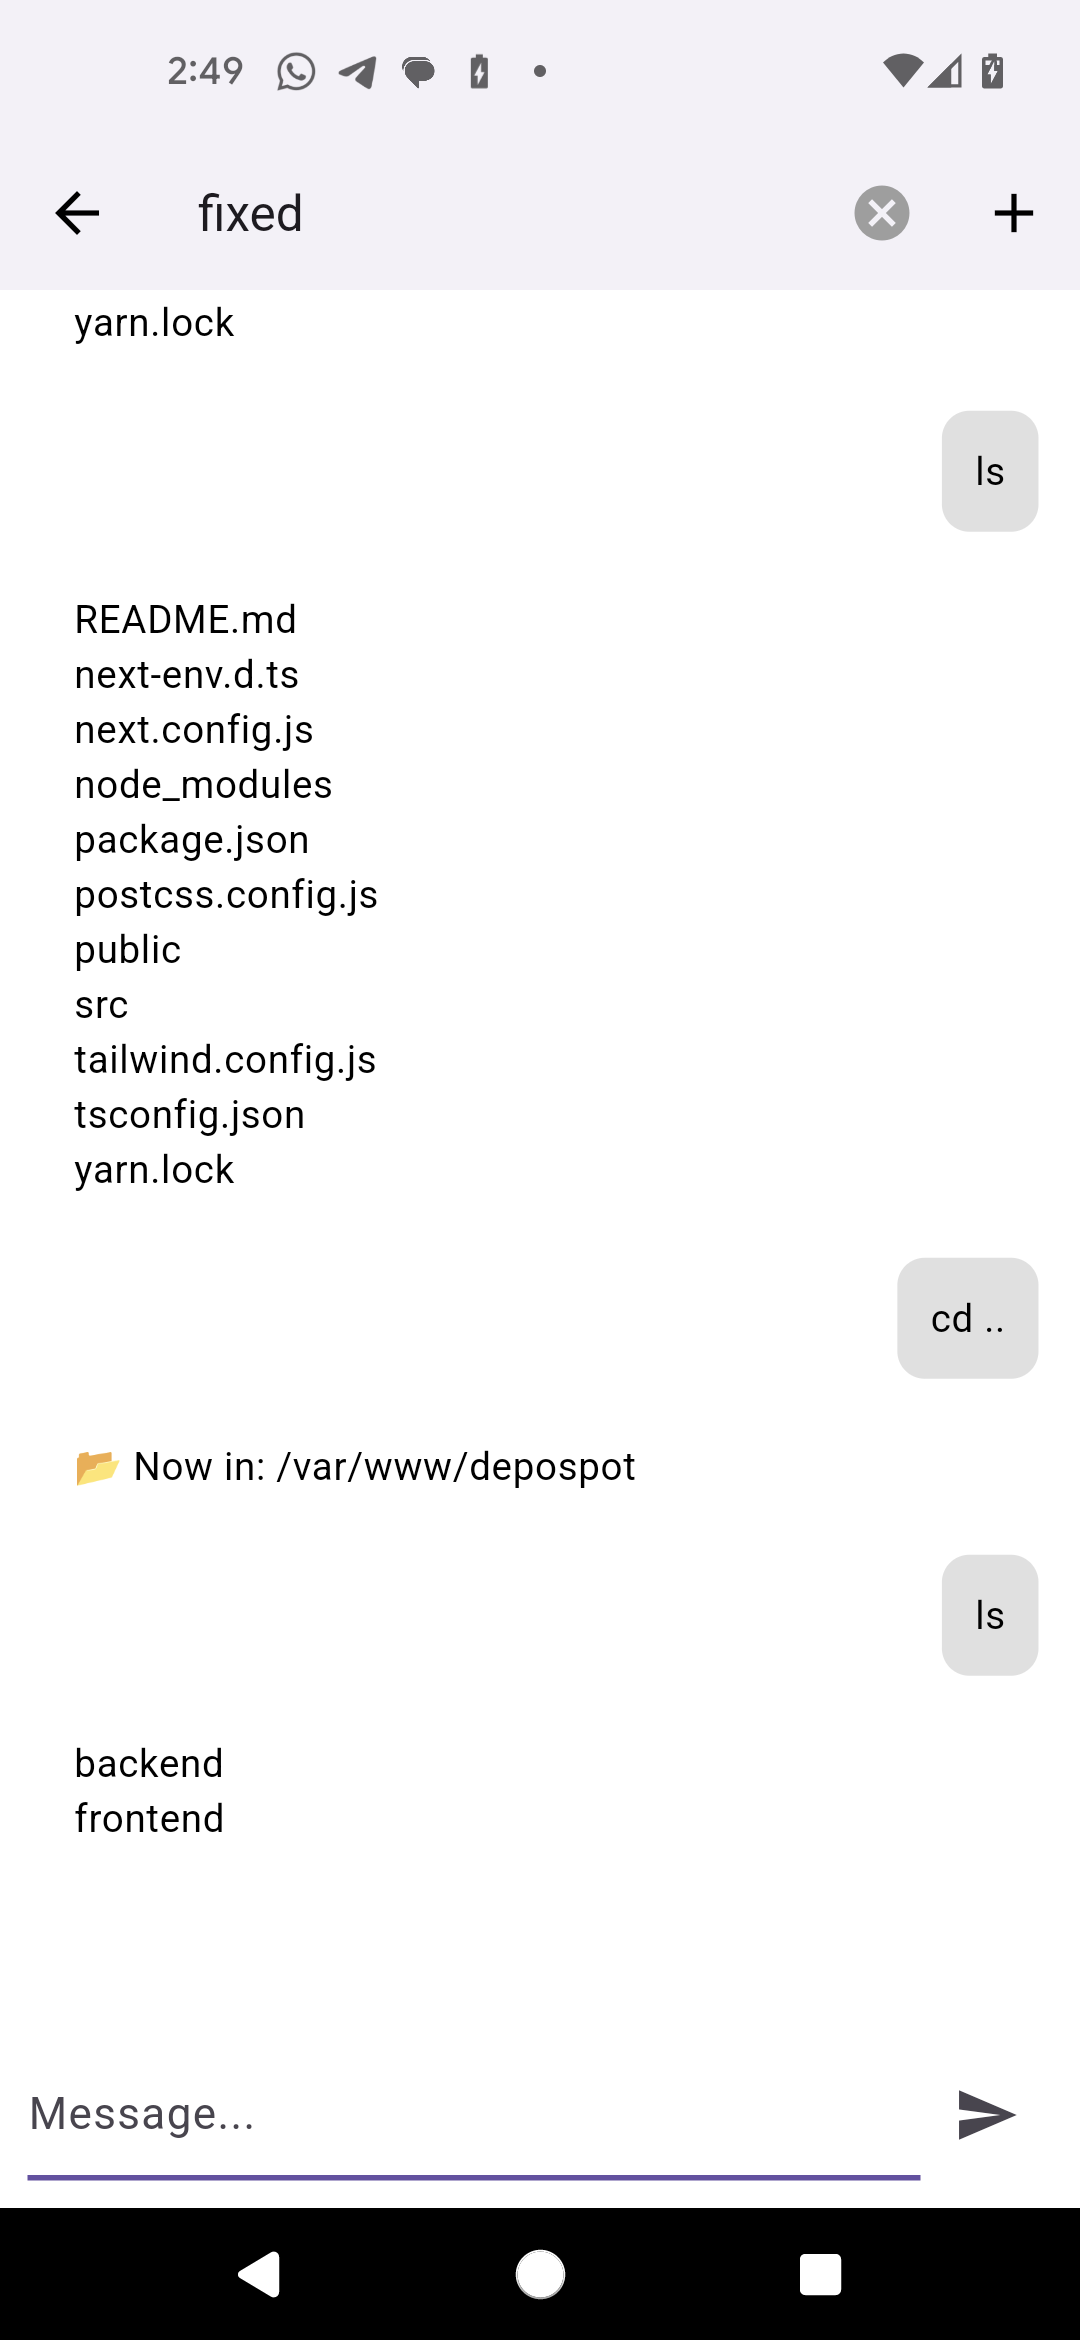 2:49
fixed
yarn.lock
ls
README.md
next-env.d.ts
next.config.js
node_modules
package.json
postcss.config.js
public
src
tailwind.config.js
tsconfig.json
yarn.lock
cd ..
📂 Now in: /var/www/depospot
ls
backend
frontend
Message...